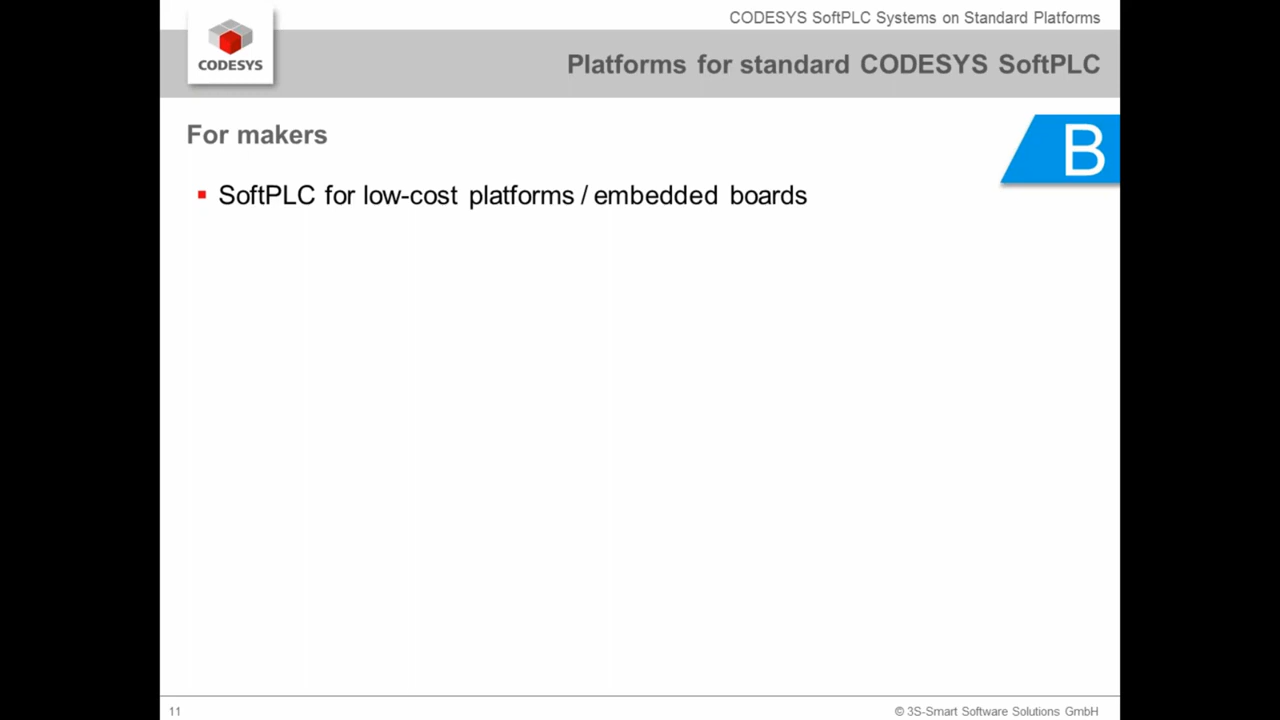 CODESYS SoftPLC Systems on Standard Platforms
CODESYS
Platforms for standard CODESYS SoftPLC
For makers
B
SoftPLC for low-cost platforms / embedded boards
11
© 3S-Smart Software Solutions GmbH